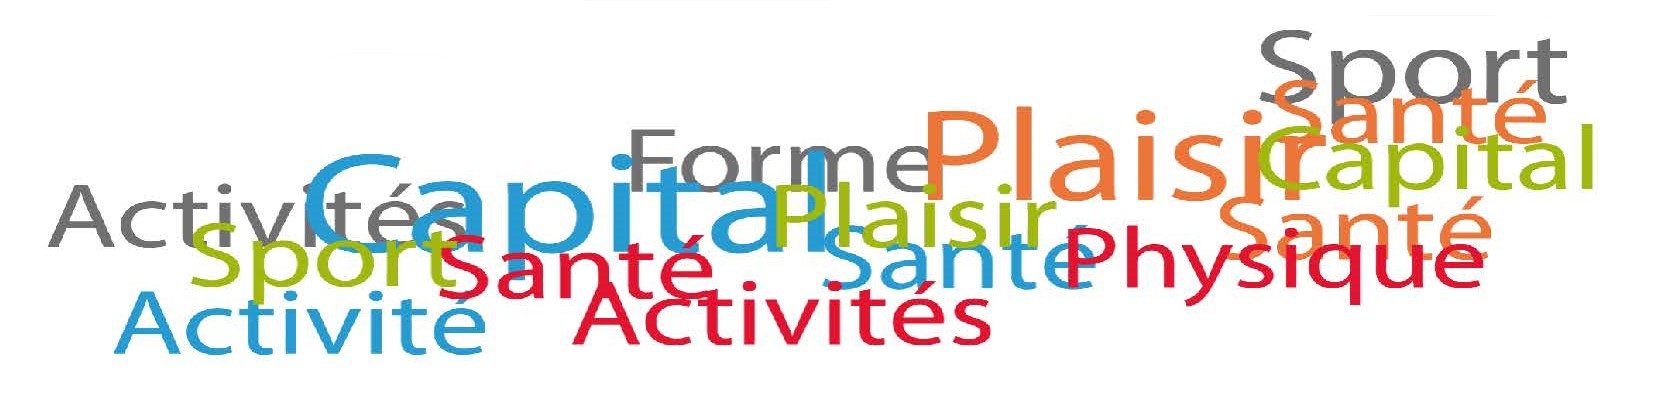 Sport
Santé
Plaisir
Capital
Forme
Capital
Activités
Plaisir
Santé
Sport
Santé
Santé
Physique
Activité
Activités